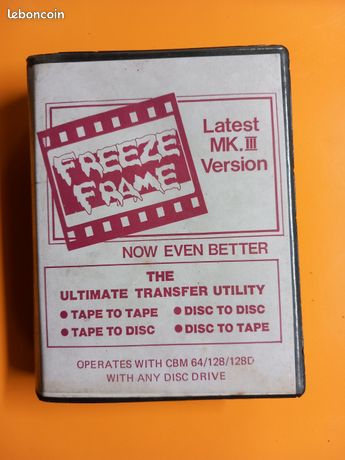 leboncoin
FREEZE
FRAME
Latest
MK. III
Version
NOW EVEN BETTER
THE
ULTIMATE TRANSFER UTILITY
● TAPE TO TAPE ● DISC TO DISC
● TAPE TO DISC ● DISC TO TAPE
OPERATES WITH CBM 64/128/128D
WITH ANY DISC DRIVE